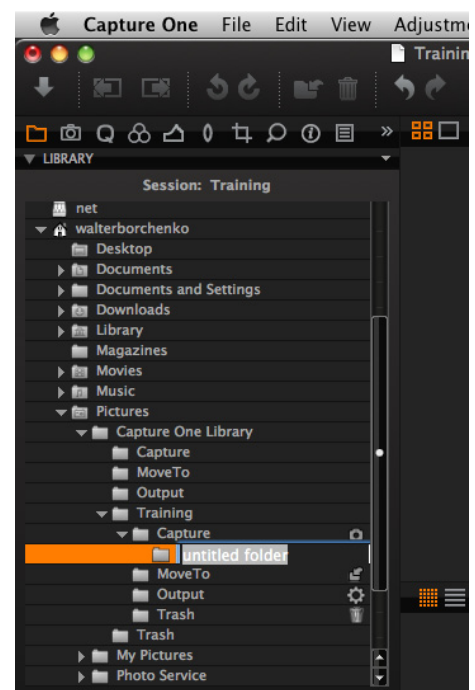 Capture One File Edit View Adjustme
Trainin
LIBRARY
Session: Training
net
walterborchenko
Desktop
Documents
Documents and Settings
Downloads
Library
Magazines
Movies
Music
Pictures
Capture One Library
Capture
MoveTo
Output
Training
Capture
untitled folder
MoveTo
Output
Trash
Trash
My Pictures
Photo Service